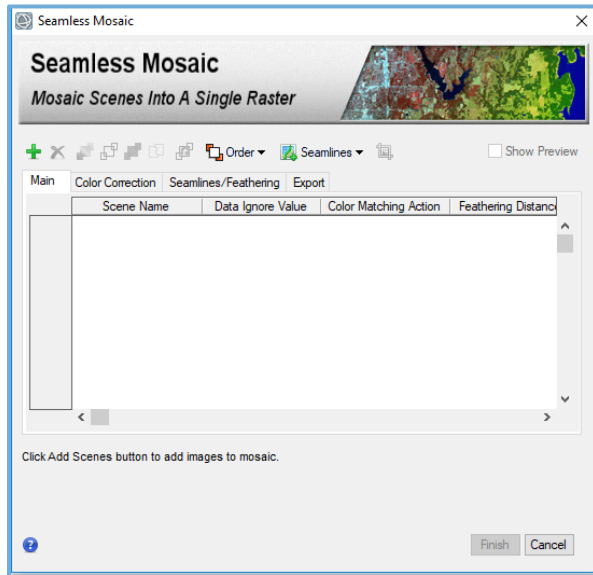 Seamless Mosaic
Seamless Mosaic
Mosaic Scenes Into A Single Raster
Order Seamlines Show Preview
Main Color Correction Seamlines/Feathering Export
Scene Name Data Ignore Value Color Matching Action Feathering Distanc
Click Add Scenes button to add images to mosaic.
? Finish Cancel